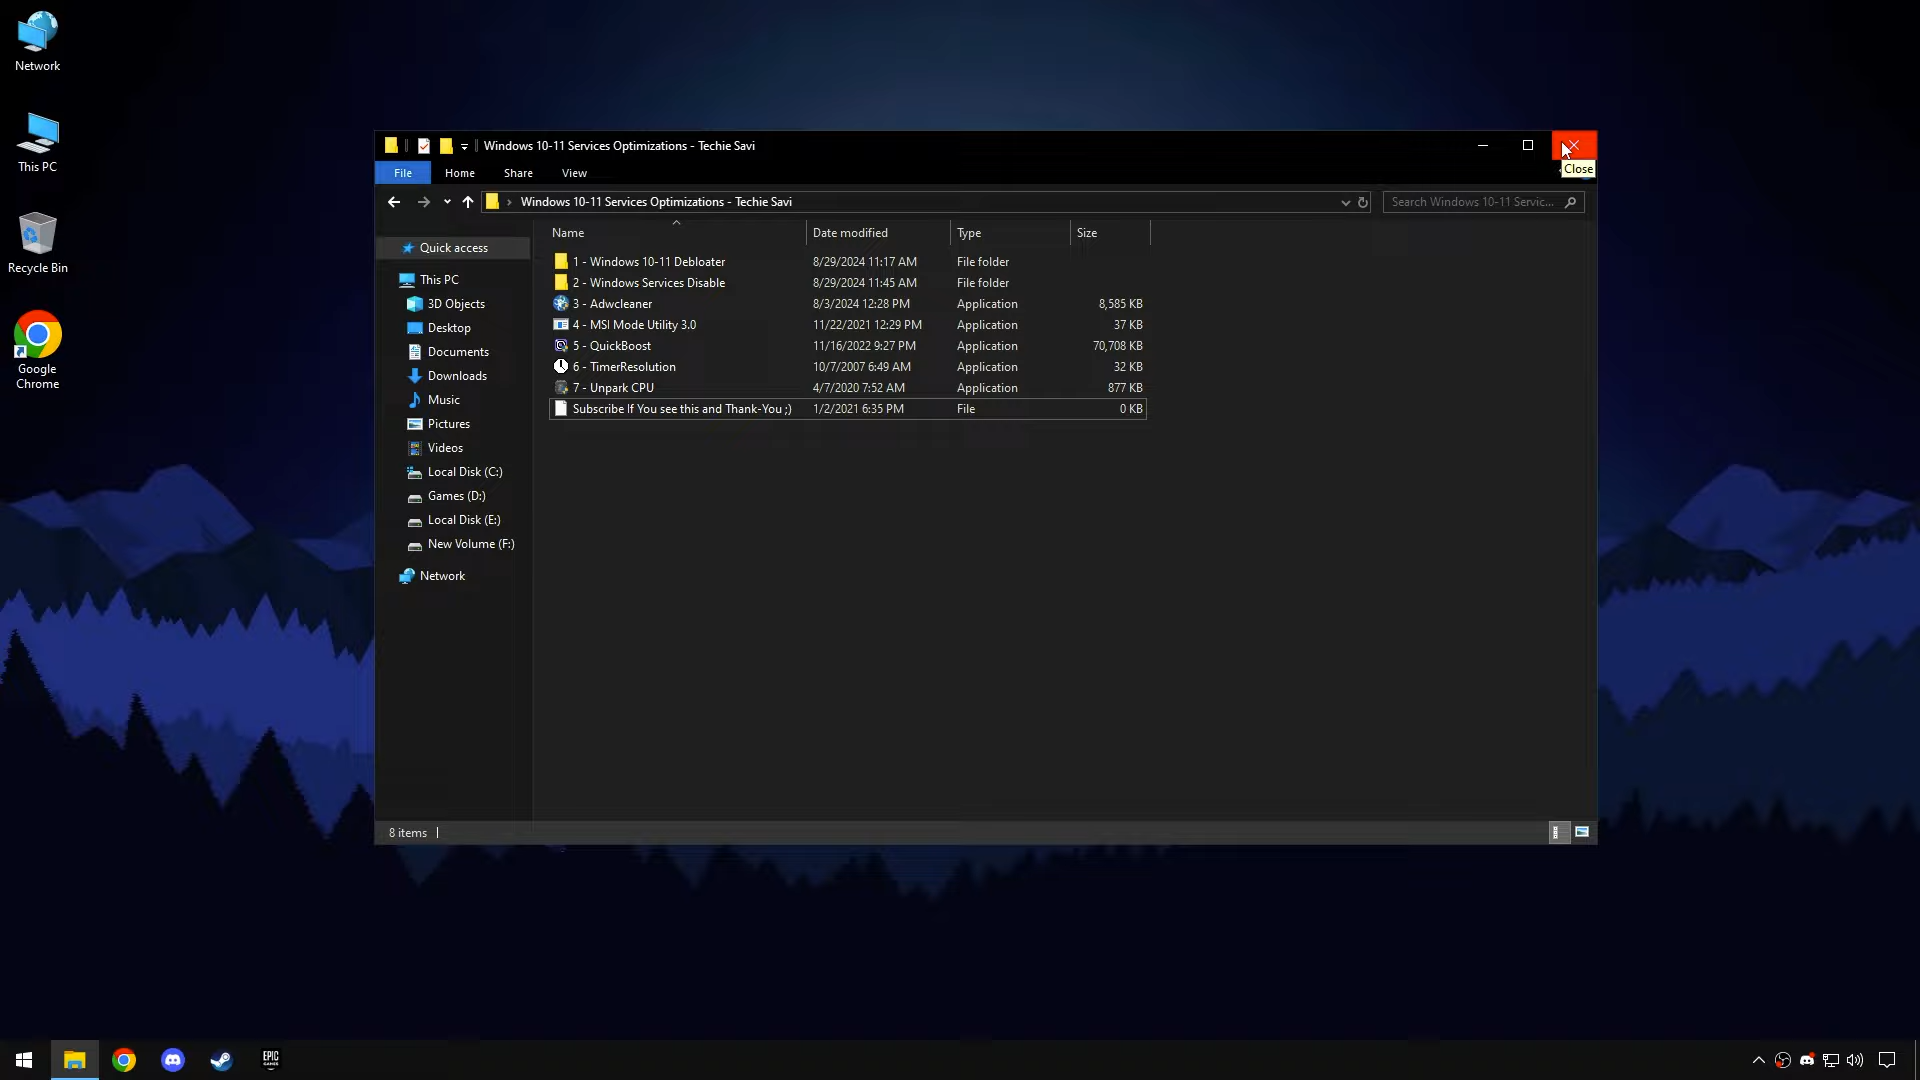 Network
This PC
Recycle Bin
Google
Chrome
Windows 10-11 Services Optimizations - Techie Savi
Close
File Home Share View
Windows 10-11 Services Optimizations - Techie Savi
Search Windows 10-11 Servic...
Name Date modified Type Size
Quick access
This PC
3D Objects
Desktop
Documents
Downloads
Music
Pictures
Videos
Local Disk (C:)
Games (D:)
Local Disk (E:)
New Volume (F:)
Network
1 - Windows 10-11 Debloater 8/29/2024 11:17 AM File folder
2 - Windows Services Disable 8/29/2024 11:45 AM File folder
3 - Adwcleaner 8/3/2024 12:28 PM Application 8,585 KB
4 - MSI Mode Utility 3.0 11/22/2021 12:29 PM Application 37 KB
5 - QuickBoost 11/16/2022 9:27 PM Application 70,708 KB
6 - TimerResolution 10/7/2007 6:49 AM Application 32 KB
7 - Unpark CPU 4/7/2020 7:52 AM Application 877 KB
Subscribe If You see this and Thank-You ;) 1/2/2021 6:35 PM File 0 KB
8 items
EPIC
GAMES